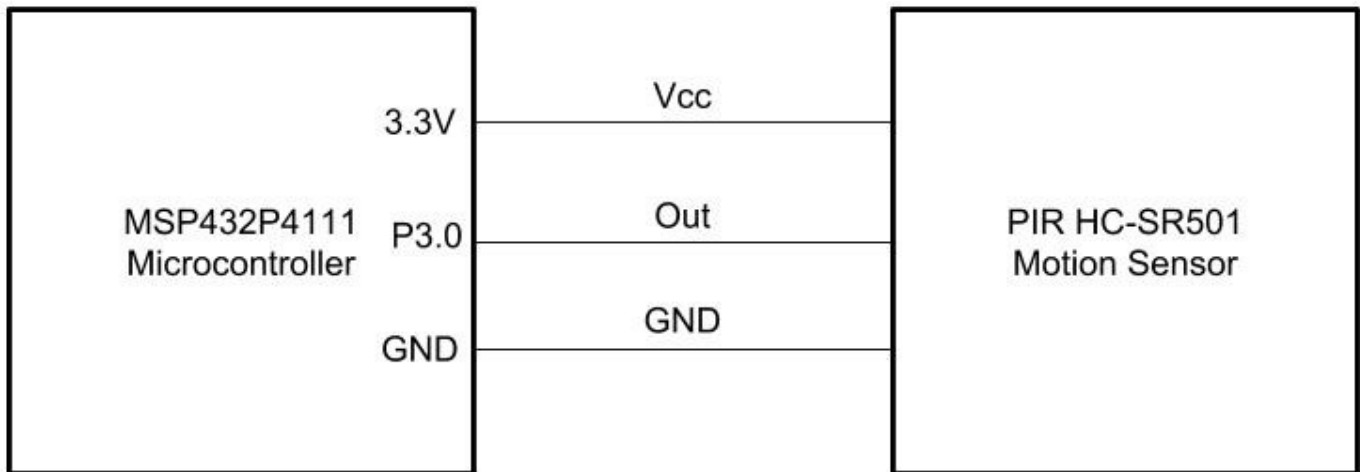 MSP432P4111
Microcontroller
3.3V
P3.0
GND
Vcc
Out
GND
PIR HC-SR501
Motion Sensor